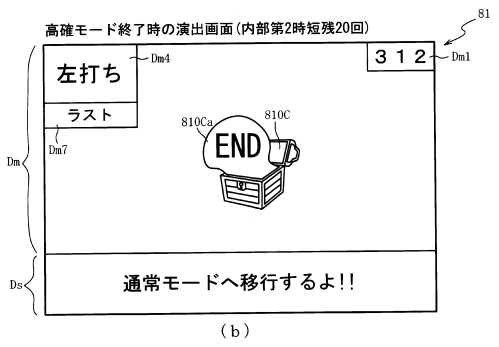 高確モード終了時の演出画面(内部第2時短残20回)
81
左打ち
Dm4
３１２
Dm1
ラスト
Dm7
810Ca
810C
END
Dm
Ds
通常モードへ移行するよ!!
(b)